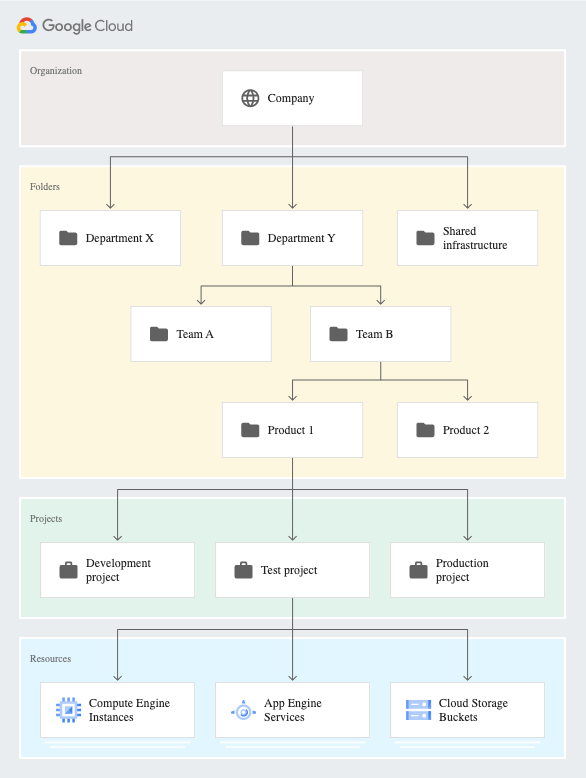 Google Cloud
Organization
Company
Folders
Department X
Department Y
Shared
infrastructure
Team A
Team B
Product 1
Product 2
Projects
Development
project
Test project
Production
project
Resources
Compute Engine
Instances
App Engine
Services
Cloud Storage
Buckets